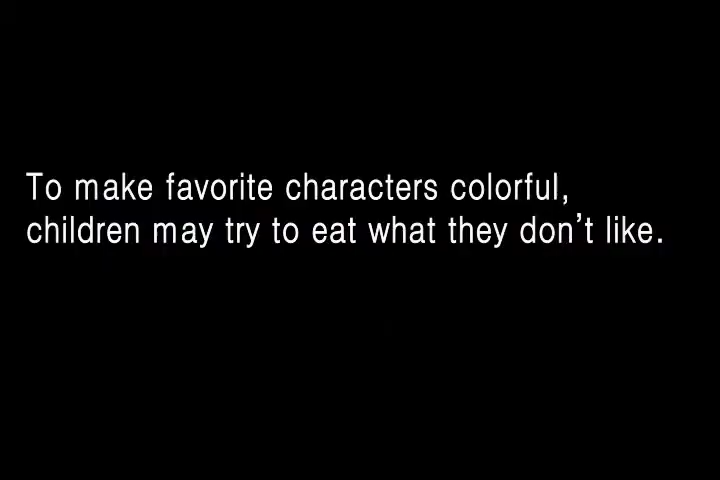 To make favorite characters colorful,
children may try to eat what they don't like.